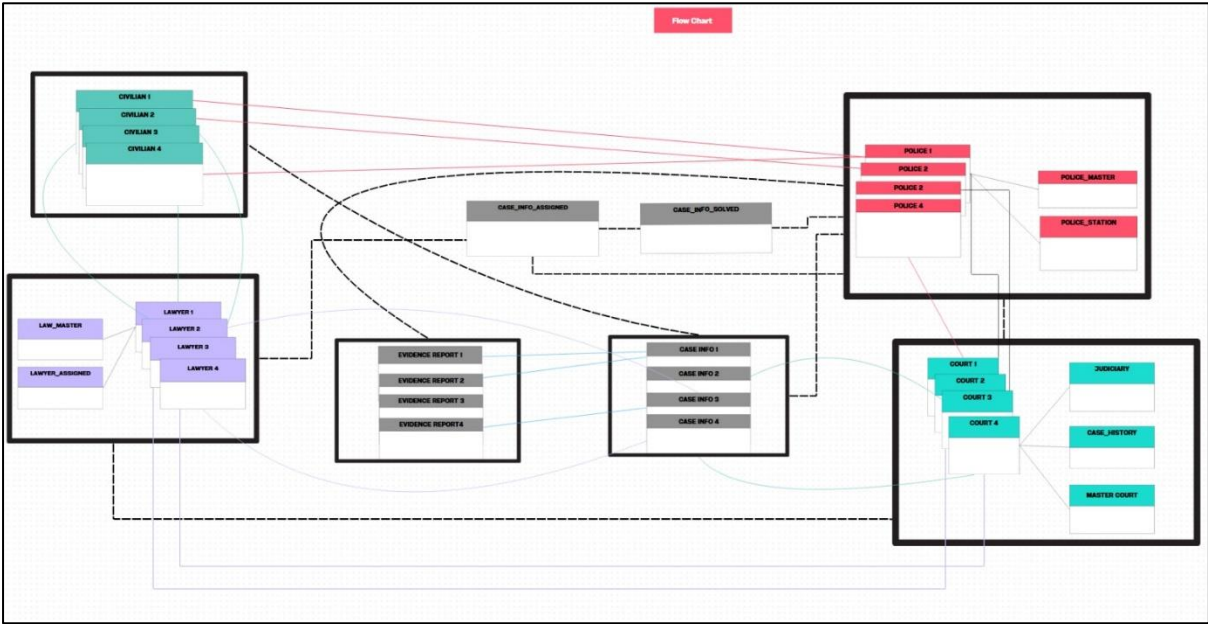 Flow Chart
CIVILIAN 1
CIVILIAN 2
CIVILIAN 3
CIVILIAN 4
POLICE 1
POLICE 2
POLICE 2
POLICE 4
POLICE_MASTER
POLICE_STATION
CASE_INFO_ASSIGNED
CASE_INFO_SOLVED
LAW_MASTER
LAWYER_ASSIGNED
LAWYER 1
LAWYER 2
LAWYER 3
LAWYER 4
EVIDENCE REPORT 1
EVIDENCE REPORT 2
EVIDENCE REPORT 3
EVIDENCE REPORT4
CASE INFO 1
CASE INFO 2
CASE INFO 3
CASE INFO 4
COURT 1
COURT 2
COURT 3
COURT 4
JUDICIARY
CASE_HISTORY
MASTER COURT